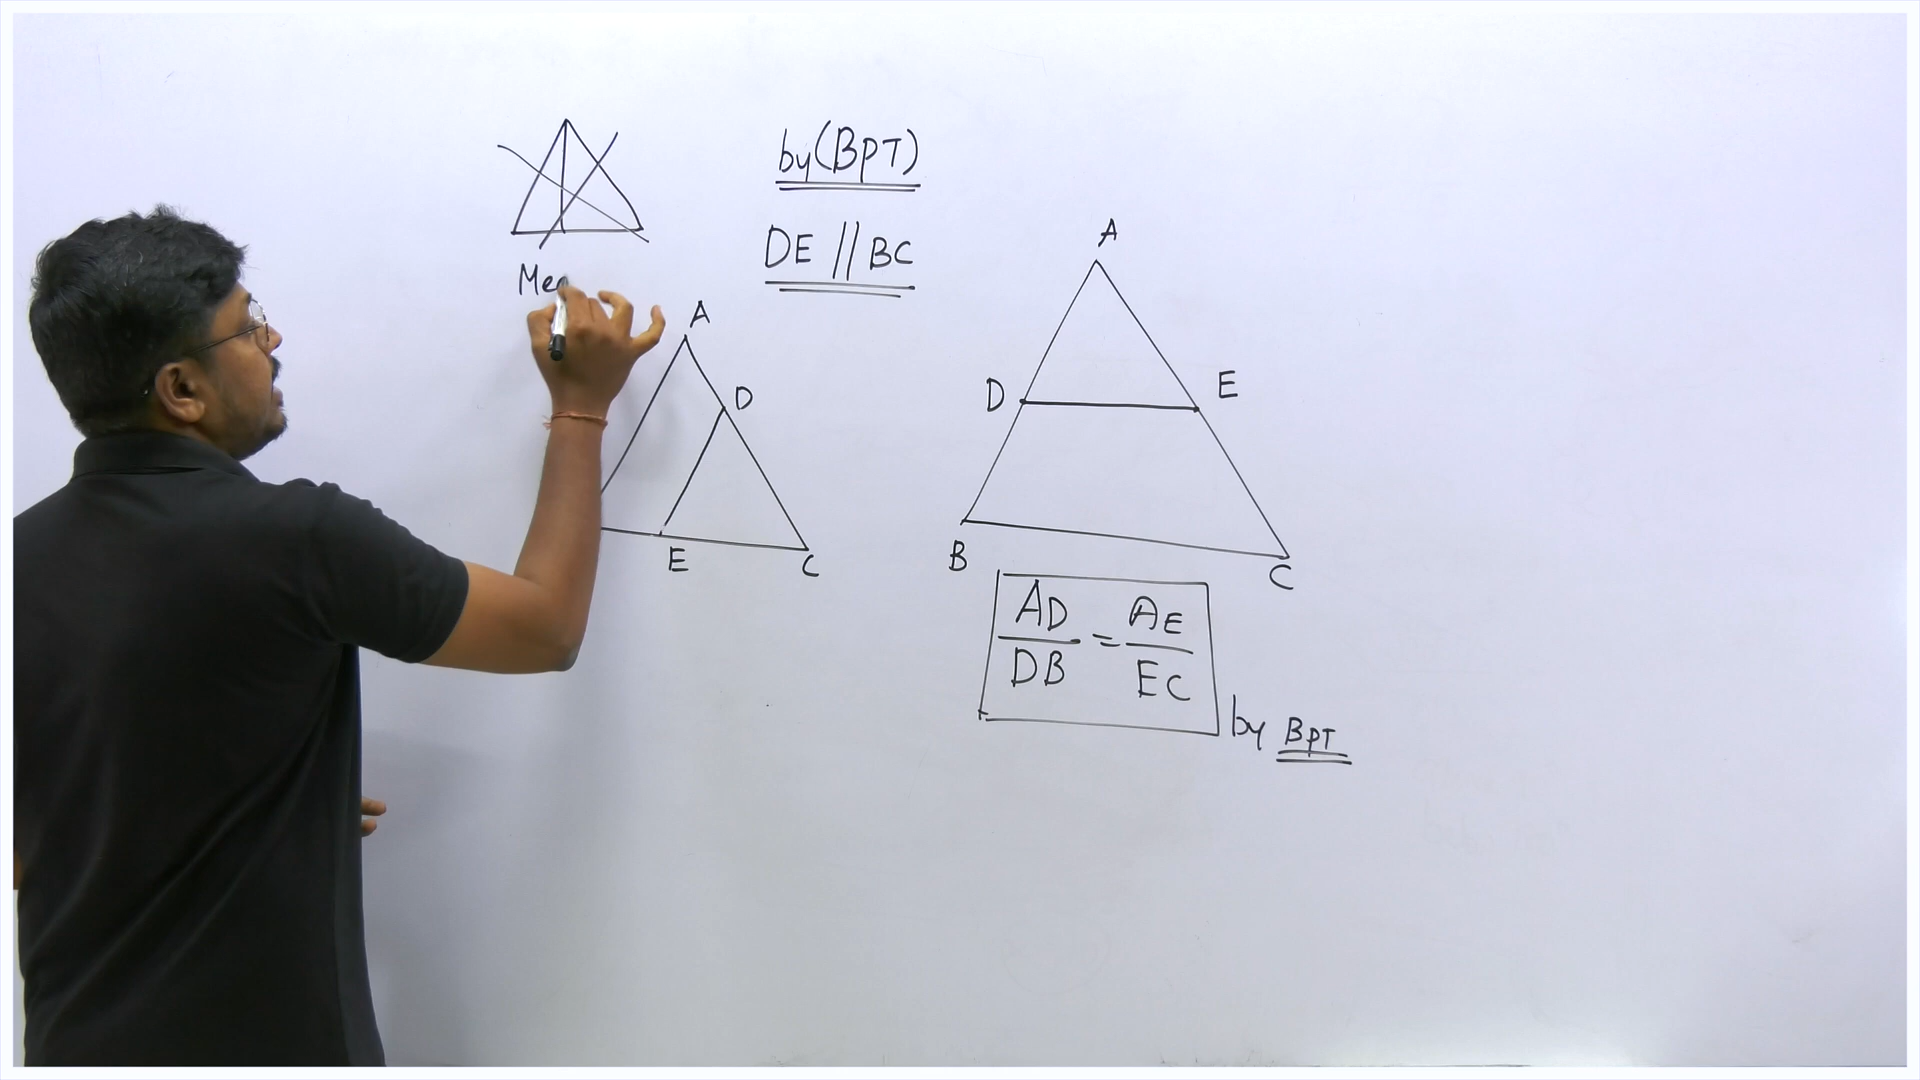 by (BPT)
DE // BC
Me
A
D
E
C
A
D
E
B
C
AD/DB = AE/EC
by BPT